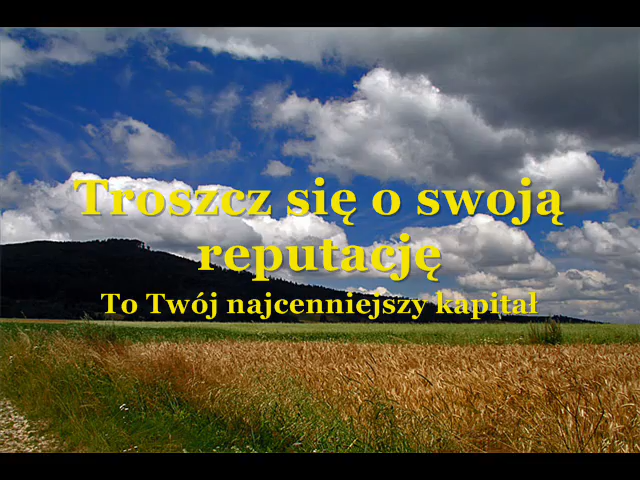 Troszcz się o swoją
reputację
To Twój najcenniejszy kapitał